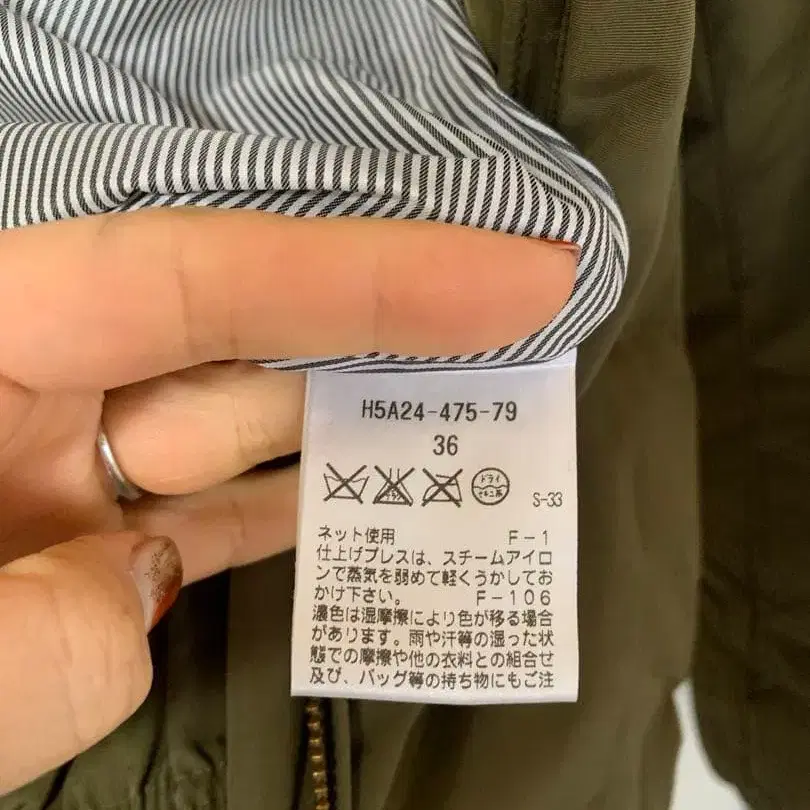 H5A24-475-79
36
ドライ
セキユ系
S-33
ネット使用 F-1
仕上げプレスは、スチームアイロ
ンで蒸気を弱めて軽くうかしてお
かけ下さい。 F-106
濃色は湿摩擦により色が移る場合
があります。雨や汗等の湿った状
態での摩擦や他の衣料との組合せ
及び、バッグ等の持ち物にもご注